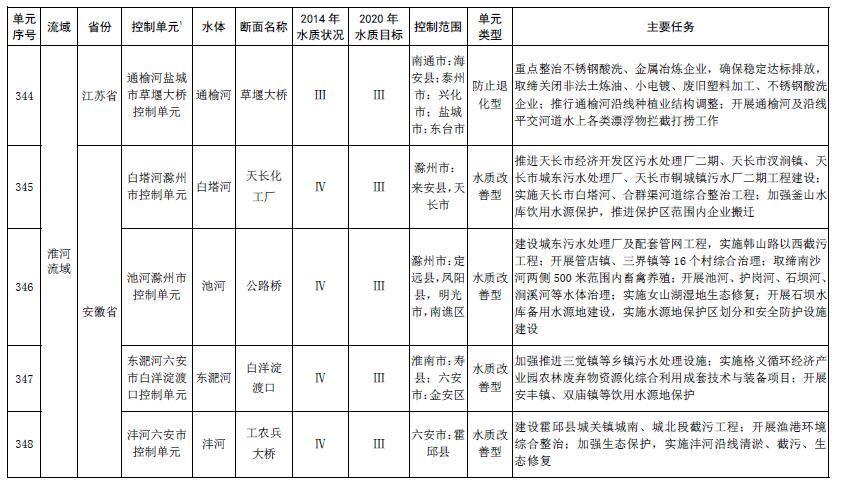 单元
序号
流域
省份
控制单元¹
水体
断面名称
2014 年
水质状况
2020 年
水质目标
控制范围
单元
类型
主要任务
344
淮河
流域
江苏省
通榆河盐城
市草堰大桥
控制单元
通榆河
草堰大桥
III
III
南通市：海
安县；泰州
市： 兴化
市； 盐城
市：东台市
防止退
化型
重点整治不锈钢酸洗、金属冶炼企业，确保稳定达标排放，
取缔关闭非法土炼油、小电镀、废旧塑料加工、不锈钢酸洗
企业；推行通榆河沿线种植业结构调整；开展通榆河及沿线
平交河道水上各类漂浮物拦截打捞工作
345
安徽省
白塔河滁州
市控制单元
白塔河
天长化
工厂
IV
III
滁州市：
来安县，天
长市
水质改
善型
推进天长市经济开发区污水处理厂二期、天长市汊涧镇、天
长市城东污水处理厂、天长市铜城镇污水厂二期工程建设；
实施天长市白塔河、合群渠河道综合整治工程；加强釜山水
库饮用水源保护，推进保护区范围内企业搬迁
346
池河滁州市
控制单元
池河
公路桥
IV
III
滁州市：定
远县，凤阳
县，明光
市，南谯区
水质改
善型
建设城东污水处理厂及配套管网工程，实施韩山路以西截污
工程；开展管店镇、三界镇等 16 个村综合治理；取缔南沙
河两侧 500 米范围内畜禽养殖；开展池河、护岗河、石坝河、
涧溪河等水体治理；实施女山湖湿地生态修复；开展石坝水
库备用水源地建设，实施水源地保护区划分和安全防护设施
建设
347
东淝河六安
市白洋淀渡
口控制单元
东淝河
白洋淀
渡口
IV
III
淮南市：寿
县；六安
市：金安区
水质改
善型
加强推进三觉镇等乡镇污水处理设施；实施格义循环经济产
业园农林废弃物资源化综合利用成套技术与装备项目；开展
安丰镇、双庙镇等饮用水源地保护
348
沣河六安市
控制单元
沣河
工农兵
大桥
IV
III
六安市：霍
邱县
水质改
善型
建设霍邱县城关镇城南、城北段截污工程；开展渔港环境
综合整治；加强生态保护，实施沣河沿线清淤、截污、生
态修复